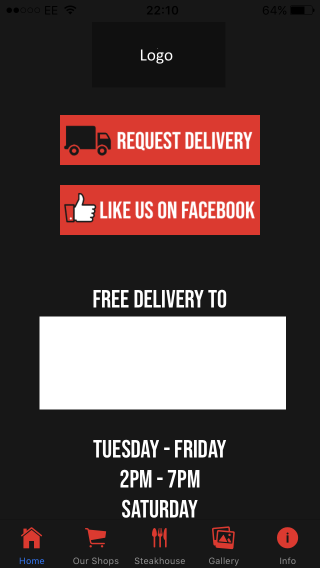 EE 22:10 64%
Logo
REQUEST DELIVERY
LIKE US ON FACEBOOK
FREE DELIVERY TO
TUESDAY - FRIDAY
2PM - 7PM
SATURDAY
Home Our Shops Steakhouse Gallery Info